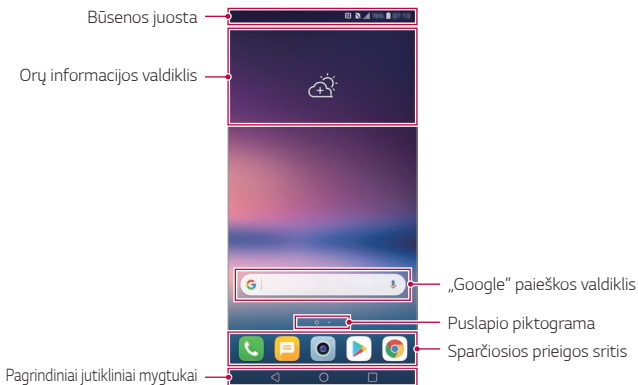 Būsenos juosta
Orų informacijos valdiklis
„Google“ paieškos valdiklis
Puslapio piktograma
Sparčiosios prieigos sritis
Pagrindiniai jutikliniai mygtukai